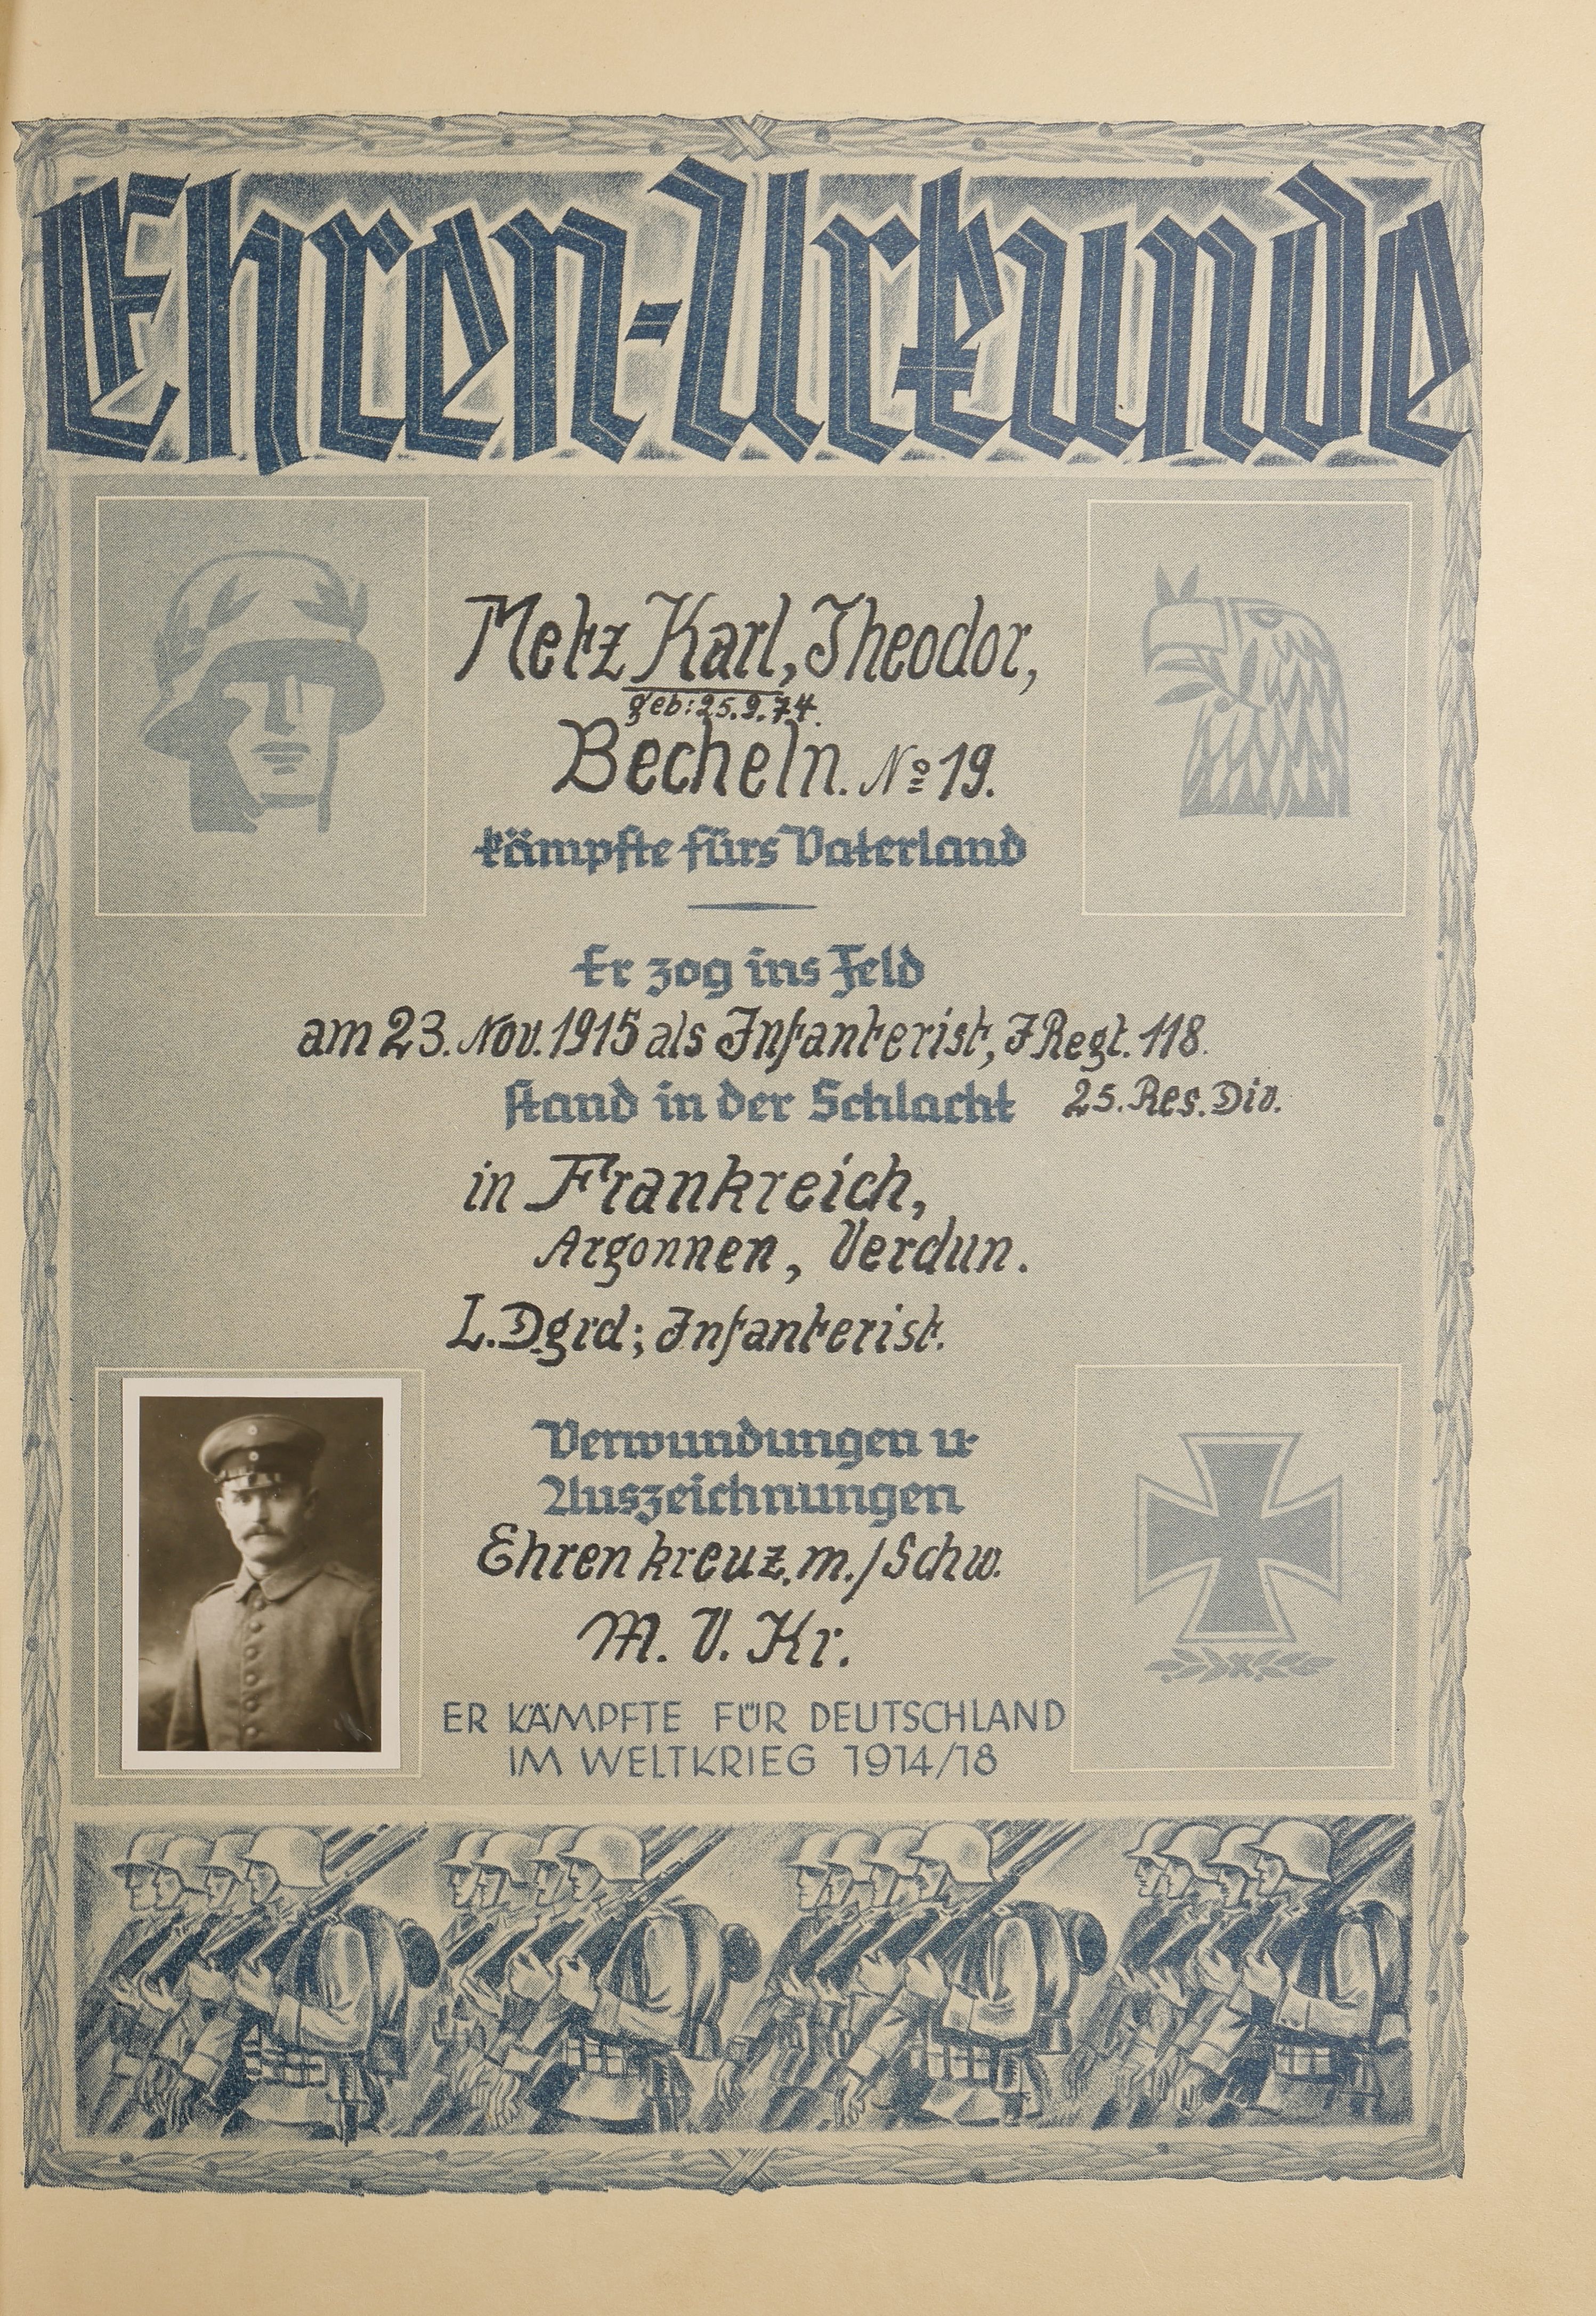 Ehren-Urkunde
Metz Karl, Theodor,
geb: 25.9.74.
Becheln. № 19.
kämpfte fürs Vaterland
Er zog ins Feld
am 23. Nov. 1915 als Infanterist, J Regt. 118.
stand in der Schlacht 25. Res. Div.
in Frankreich,
Argonnen, Verdun.
L. Dgrd; Infanterist.
Verwundungen u
Auszeichnungen
Ehrenkreuz. m./Schw.
M. V. Kr.
ER KÄMPFTE FÜR DEUTSCHLAND
IM WELTKRIEG 1914/18